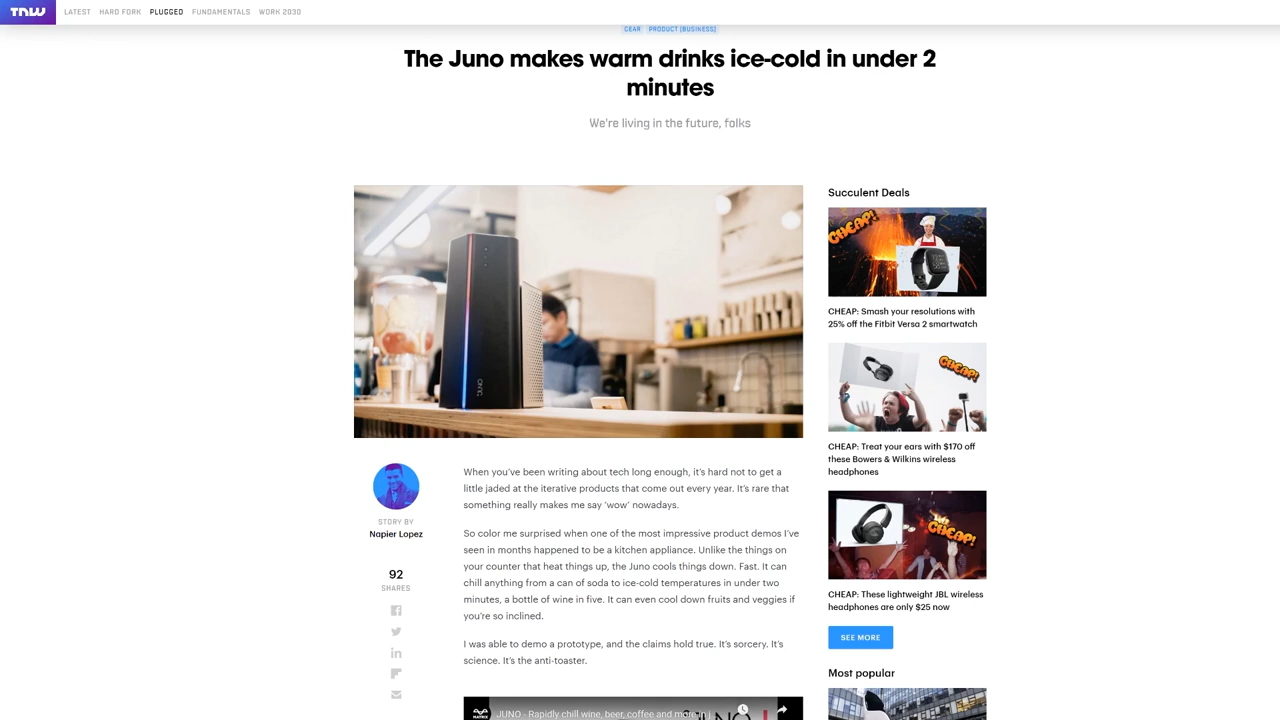 TNW LATEST HARD FORK PLUGGED FUNDAMENTALS WORK 2030
GEAR PRODUCT [BUSINESS]
The Juno makes warm drinks ice-cold in under 2
minutes
We're living in the future, folks
JUNO
STORY BY
Napier Lopez
92
SHARES
When you've been writing about tech long enough, it's hard not to get a
little jaded at the iterative products that come out every year. It's rare that
something really makes me say 'wow' nowadays.
So color me surprised when one of the most impressive product demos I've
seen in months happened to be a kitchen appliance. Unlike the things on
your counter that heat things up, the Juno cools things down. Fast. It can
chill anything from a can of soda to ice-cold temperatures in under two
minutes, a bottle of wine in five. It can even cool down fruits and veggies if
you're so inclined.
I was able to demo a prototype, and the claims hold true. It's sorcery. It's
science. It's the anti-toaster.
MATRIX
JUNO - Rapidly chill wine, beer, coffee and more in j...
Succulent Deals
CHEAP!
CHEAP: Smash your resolutions with
25% off the Fitbit Versa 2 smartwatch
CHEAP!
CHEAP: Treat your ears with $170 off
these Bowers & Wilkins wireless
headphones
CHEAP!
CHEAP: These lightweight JBL wireless
headphones are only $25 now
SEE MORE
Most popular